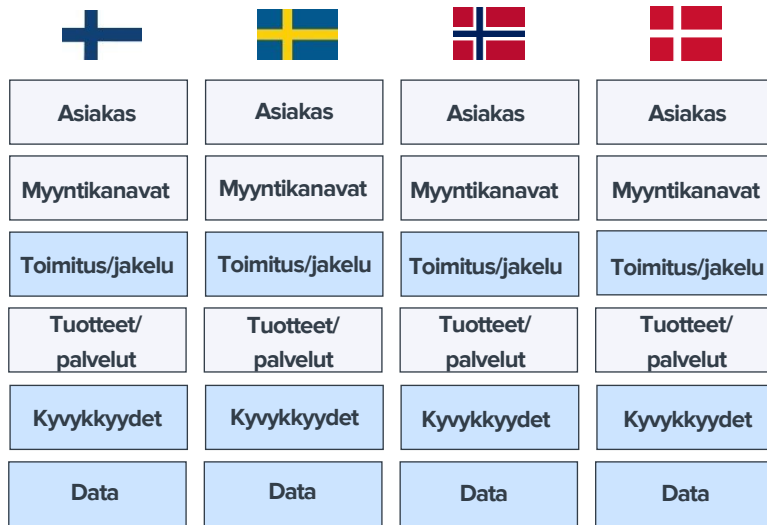 Asiakas Asiakas Asiakas Asiakas
Myyntikanavat Myyntikanavat Myyntikanavat Myyntikanavat
Toimitus/jakelu Toimitus/jakelu Toimitus/jakelu Toimitus/jakelu
Tuotteet/ Tuotteet/ Tuotteet/ Tuotteet/
palvelut palvelut palvelut palvelut
Kyvykkyydet Kyvykkyydet Kyvykkyydet Kyvykkyydet
Data Data Data Data